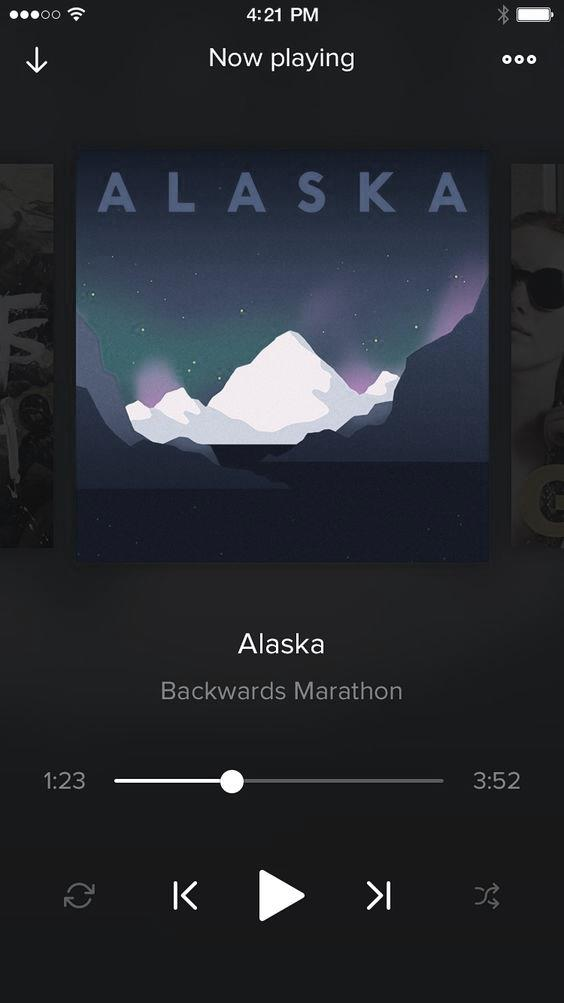 4:21 PM
Now playing
ALASKA
Alaska
Backwards Marathon
1:23 3:52